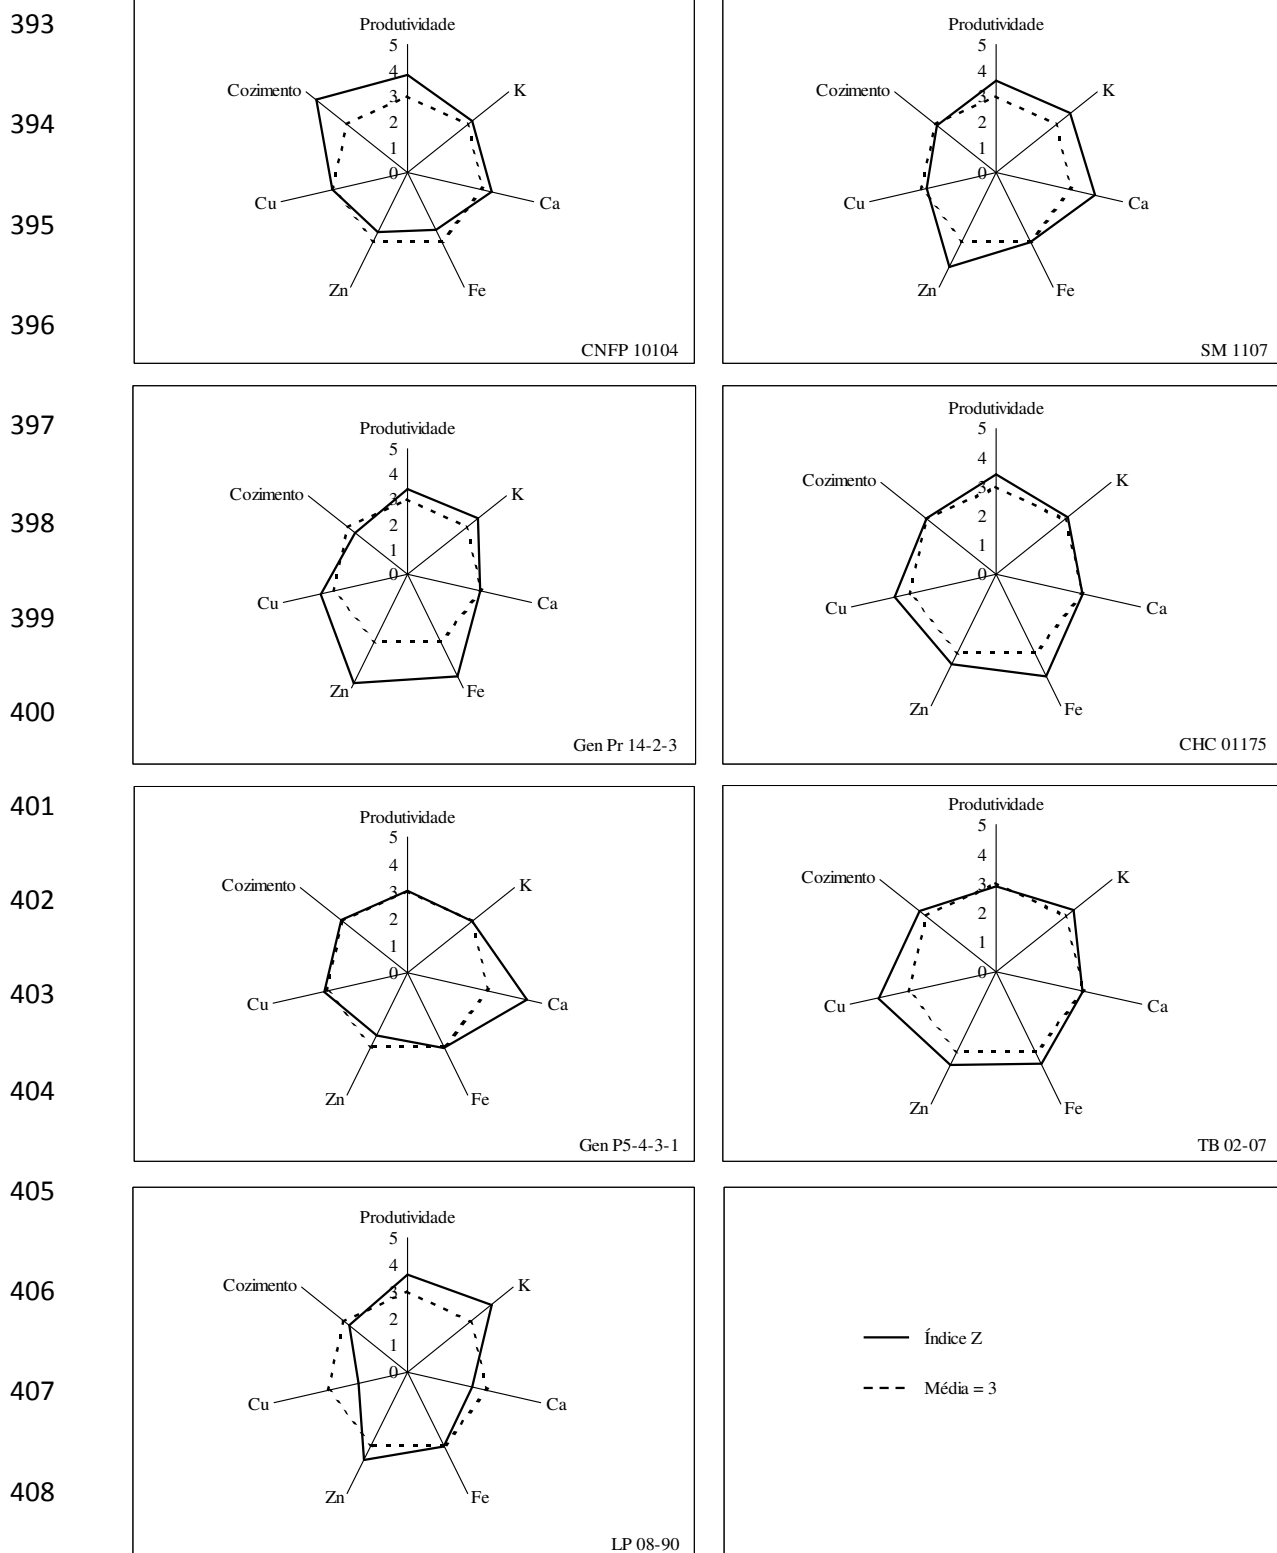 393
Produtividade
5
4
3
2
1
0
K
Ca
Fe
Zn
Cu
Cozimento
CNFP 10104
Produtividade
5
4
3
2
1
0
K
Ca
Fe
Zn
Cu
Cozimento
SM 1107
394
395
396
397
Produtividade
5
4
3
2
1
0
K
Ca
Fe
Zn
Cu
Cozimento
Gen Pr 14-2-3
Produtividade
5
4
3
2
1
0
K
Ca
Fe
Zn
Cu
Cozimento
CHC 01175
398
399
400
401
Produtividade
5
4
3
2
1
0
K
Ca
Fe
Zn
Cu
Cozimento
Gen P5-4-3-1
Produtividade
5
4
3
2
1
0
K
Ca
Fe
Zn
Cu
Cozimento
TB 02-07
402
403
404
405
Produtividade
5
4
3
2
1
0
K
Ca
Fe
Zn
Cu
Cozimento
LP 08-90
406
Índice Z
Média = 3
407
408